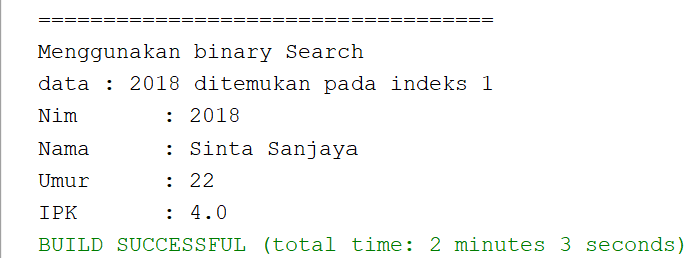 ===================================
Menggunakan binary Search
data : 2018 ditemukan pada indeks 1
Nim      : 2018
Nama     : Sinta Sanjaya
Umur     : 22
IPK      : 4.0
BUILD SUCCESSFUL (total time: 2 minutes 3 seconds)